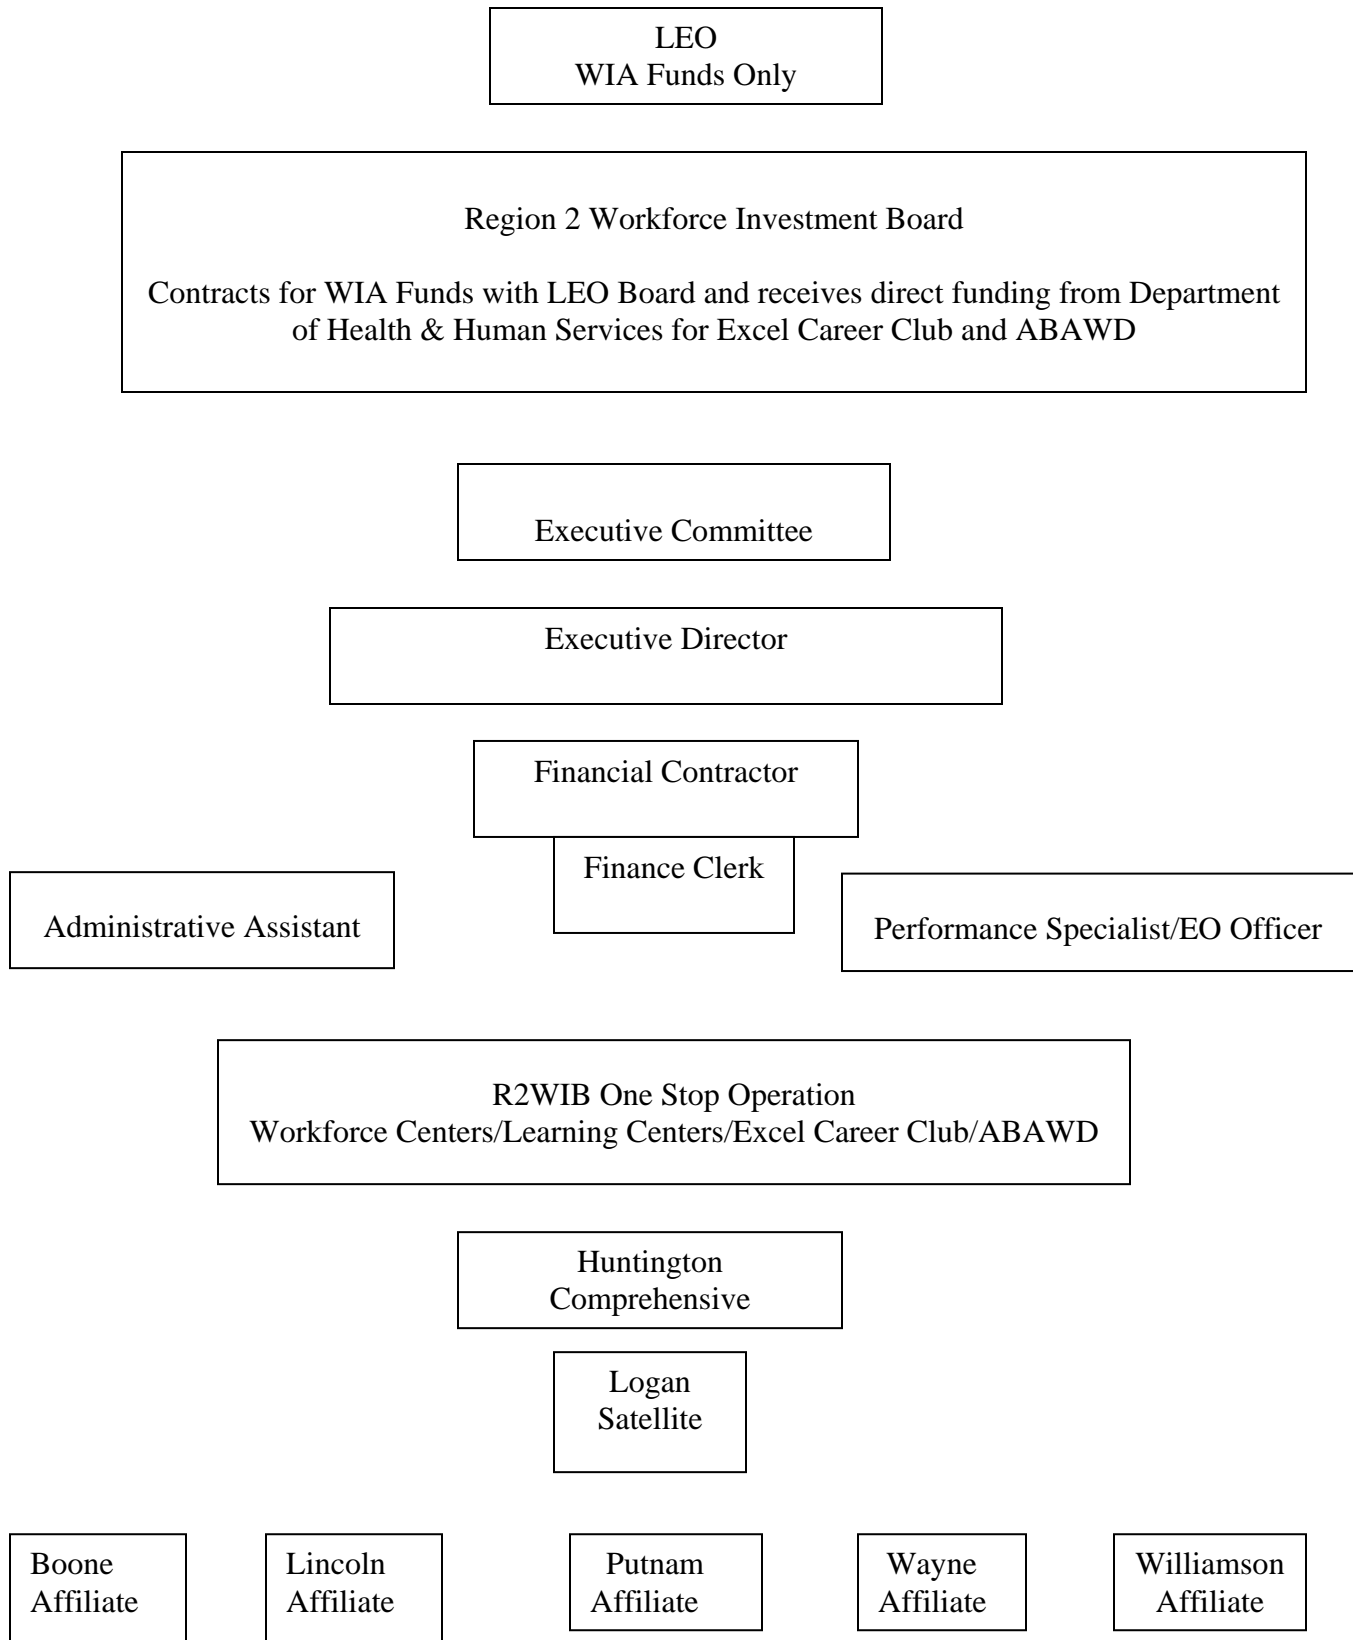 LEO
WIA Funds Only
Region 2 Workforce Investment Board
Contracts for WIA Funds with LEO Board and receives direct funding from Department
of Health & Human Services for Excel Career Club and ABAWD
Executive Committee
Executive Director
Financial Contractor
Finance Clerk
Administrative Assistant
Performance Specialist/EO Officer
R2WIB One Stop Operation
Workforce Centers/Learning Centers/Excel Career Club/ABAWD
Huntington
Comprehensive
Logan
Satellite
Boone
Affiliate
Lincoln
Affiliate
Putnam
Affiliate
Wayne
Affiliate
Williamson
Affiliate